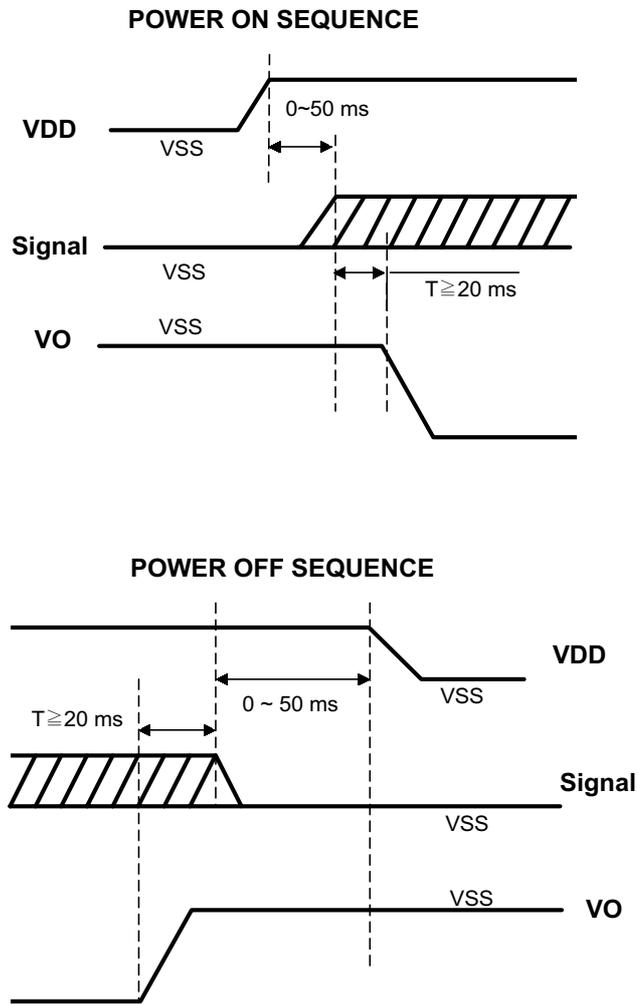 POWER ON SEQUENCE
0~50 ms
VDD
VSS
Signal
VSS
T≧20 ms
VSS
VO
POWER OFF SEQUENCE
VDD
VSS
0 ~ 50 ms
T≧20 ms
Signal
VSS
VSS
VO